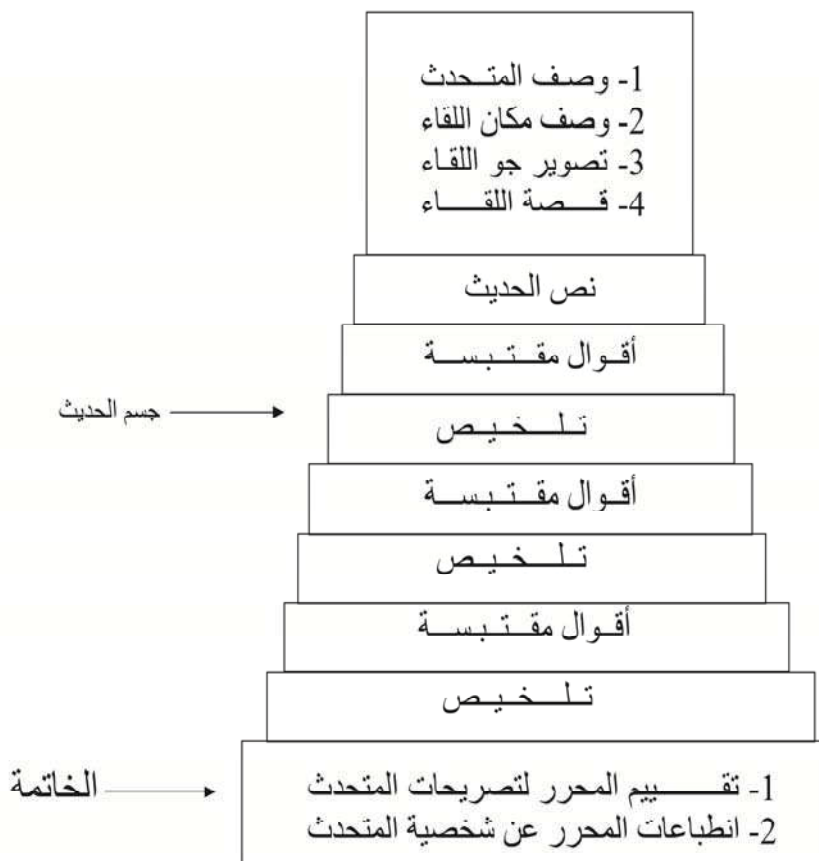 1- وصف المتحدث
2- وصف مكان اللقاء
3- تصوير جو اللقاء
4- قصة اللقاء
نص الحديث
أقوال مقتبسة
جسم الحديث
تلخيص
أقوال مقتبسة
تلخيص
أقوال مقتبسة
تلخيص
الخاتمة
1- تقييم المحرر لتصريحات المتحدث
2- انطباعات المحرر عن شخصية المتحدث